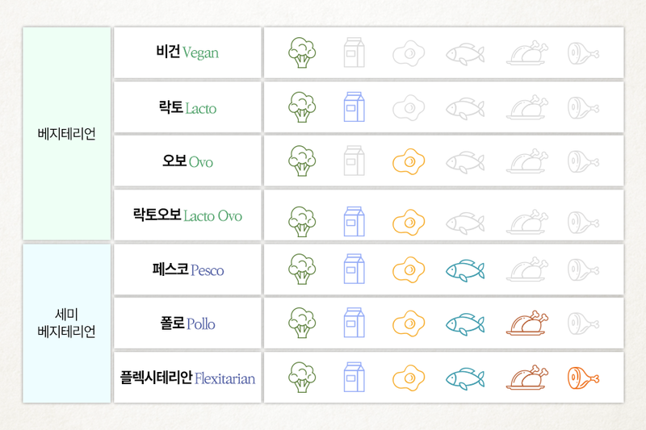 베지테리언
비건 Vegan
락토 Lacto
오보 Ovo
락토오보 Lacto Ovo
세미
베지테리언
페스코 Pesco
폴로 Pollo
플렉시테리안 Flexitarian